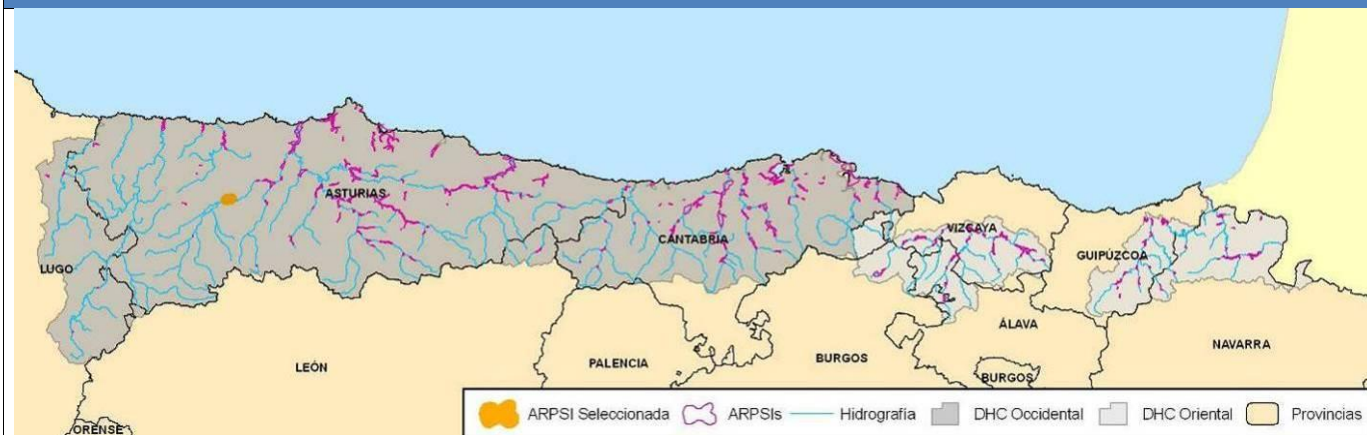 ASTURIAS
CANTABRIA
VIZCAYA
GUIPÚZCOA
LUGO
ÁLAVA
NAVARRA
LEÓN
PALENCIA
BURGOS
BURGOS
ORENSE
ARPSI Seleccionada
ARPSIs
Hidrografía
DHC Occidental
DHC Oriental
Provincias